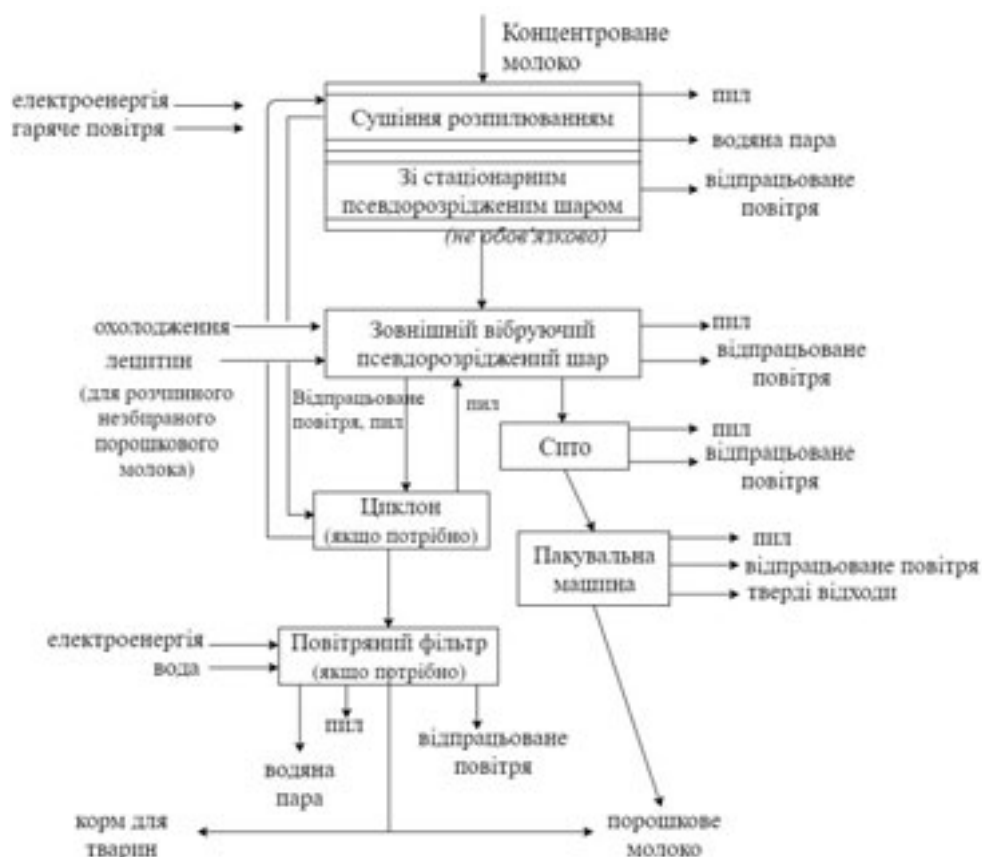 Концентроване
молоко
електроенергія
гаряче повітря
Сушіння розпилюванням
пил
водяна пара
Зі стаціонарним
псевдорозрідженим шаром
(не обов'язково)
відпрацьоване
повітря
охолодження
лецитин
(для розчинного
незбираного
порошкового
молока)
Зовнішній вібруючий
псевдорозріджений шар
пил
відпрацьоване
повітря
Відпрацьоване
повітря, пил
пил
Сито
пил
відпрацьоване
повітря
Циклон
(якщо потрібно)
Пакувальна
машина
пил
відпрацьоване повітря
тверді відходи
електроенергія
вода
Повітряний фільтр
(якщо потрібно)
водяна
пара
пил
відпрацьоване
повітря
корм для
тварин
порошкове
молоко